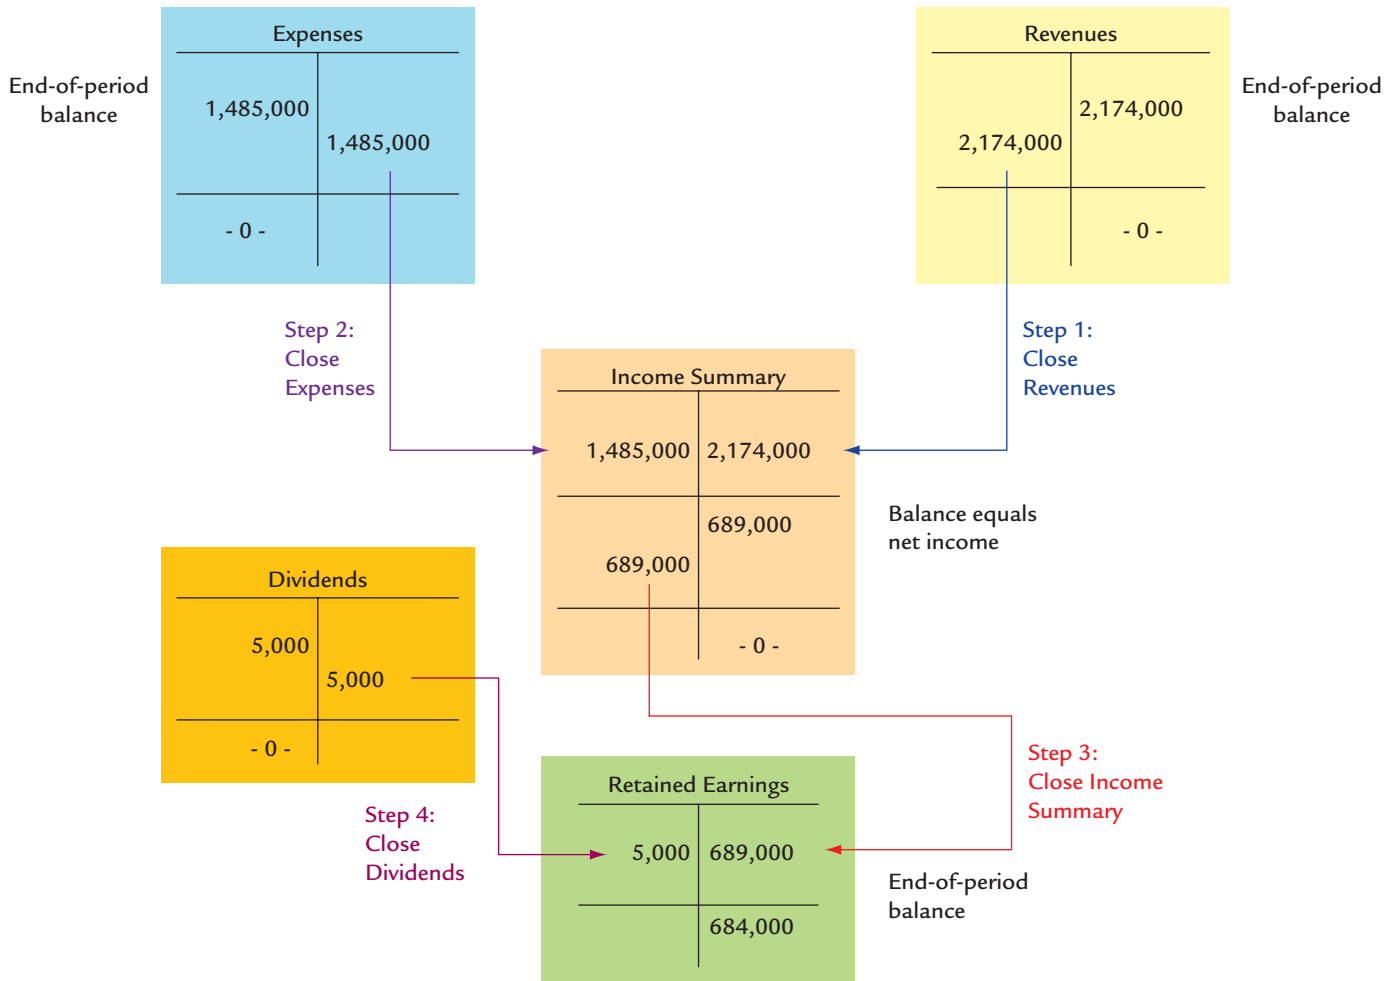 Expenses
End-of-period
balance
1,485,000
1,485,000
- 0 -
Revenues
End-of-period
balance
2,174,000
2,174,000
- 0 -
Step 2:
Close
Expenses
Step 1:
Close
Revenues
Income Summary
1,485,000 2,174,000
689,000
Balance equals
net income
689,000
- 0 -
Dividends
5,000
5,000
- 0 -
Step 3:
Close Income
Summary
Step 4:
Close
Dividends
Retained Earnings
5,000 689,000
End-of-period
balance
684,000